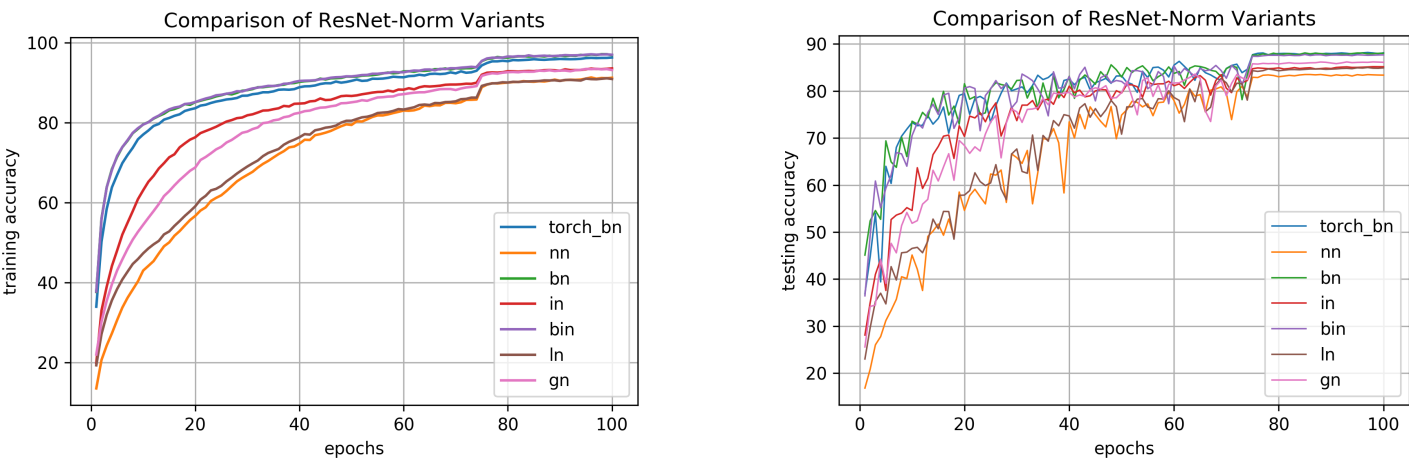 Comparison of ResNet-Norm Variants
training accuracy
100
80
60
40
20
0
20
40
60
80
100
epochs
torch_bn
nn
bn
in
bin
ln
gn
Comparison of ResNet-Norm Variants
testing accuracy
90
80
70
60
50
40
30
20
0
20
40
60
80
100
epochs
torch_bn
nn
bn
in
bin
ln
gn